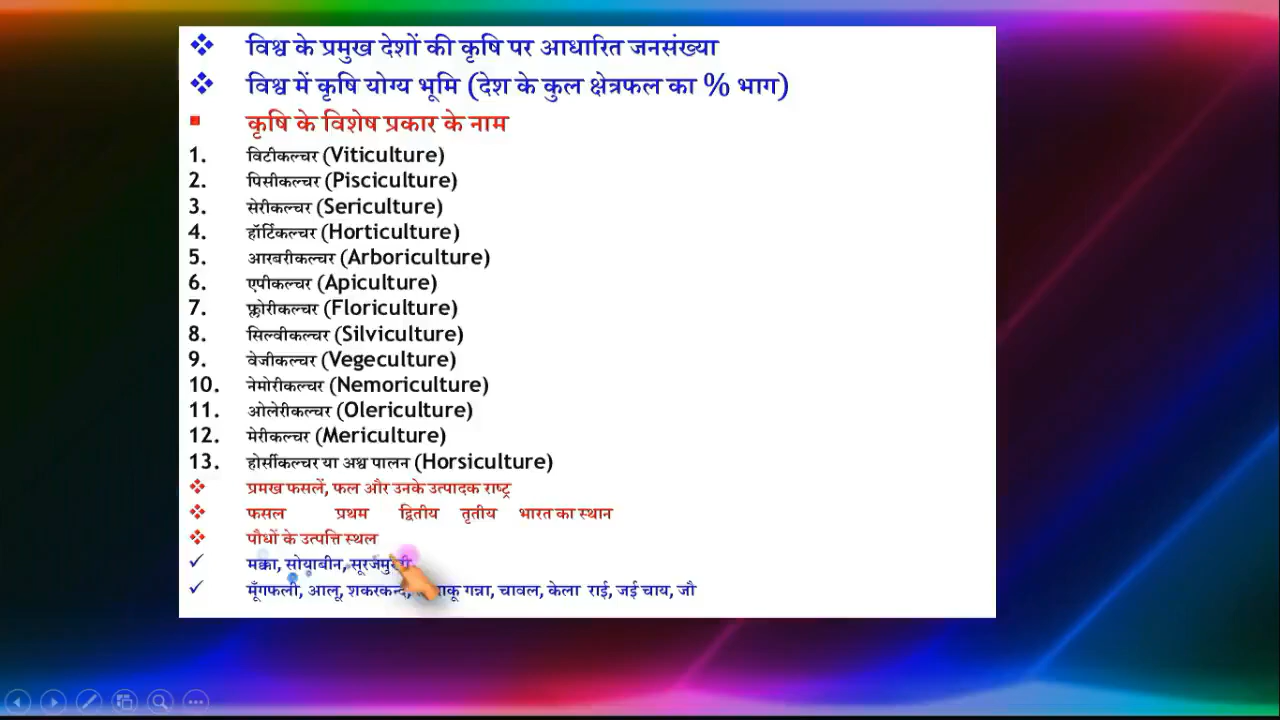 ❖ विश्व के प्रमुख देशों की कृषि पर आधारित जनसंख्या
❖ विश्व में कृषि योग्य भूमि (देश के कुल क्षेत्रफल का % भाग)
▪ कृषि के विशेष प्रकार के नाम
1. विटीकल्चर (Viticulture)
2. पिसीकल्चर (Pisciculture)
3. सेरीकल्चर (Sericulture)
4. हॉर्टिकल्चर (Horticulture)
5. आरबरीकल्चर (Arboriculture)
6. एपीकल्चर (Apiculture)
7. फ्लोरीकल्चर (Floriculture)
8. सिल्वीकल्चर (Silviculture)
9. वेजीकल्चर (Vegeculture)
10. नेमोरीकल्चर (Nemoriculture)
11. ओलेरीकल्चर (Olericulture)
12. मेरीकल्चर (Mericulture)
13. होर्सीकल्चर या अश्व पालन (Horsiculture)
❖ प्रमख फसलें, फल और उनके उत्पादक राष्ट्र
❖ फसल प्रथम द्वितीय तृतीय भारत का स्थान
❖ पौधों के उत्पत्ति स्थल
✓ मक्का, सोयाबीन,
✓ मूँगफली, आलू, शकरकन्द, गन्ना, चावल, केला राई, जई चाय, जौ